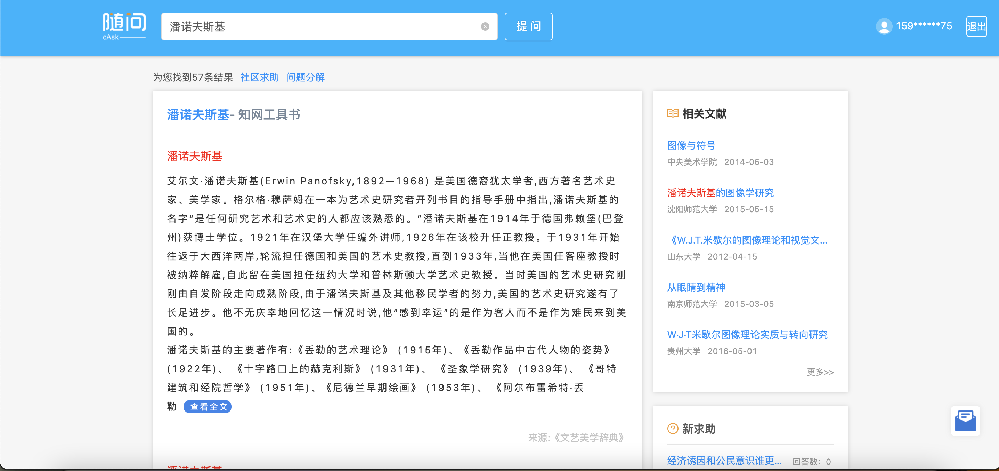 随问
cAsk
潘诺夫斯基
提 问
159******75
退出
为您找到57条结果 社区求助 问题分解
潘诺夫斯基- 知网工具书
潘诺夫斯基
艾尔文·潘诺夫斯基(Erwin Panofsky,1892—1968) 是美国德裔犹太学者,西方著名艺术史
家、美学家。格尔格·穆萨姆在一本为艺术史研究者开列书目的指导手册中指出,潘诺夫斯基的
名字“是任何研究艺术和艺术史的人都应该熟悉的。”潘诺夫斯基在1914年于德国弗赖堡(巴登
州)获博士学位。1921年在汉堡大学任编外讲师,1926年在该校升任正教授。于1931年开始
往返于大西洋两岸,轮流担任德国和美国的艺术史教授,直到1933年,当他在美国任客座教授时
被纳粹解雇,自此留在美国担任纽约大学和普林斯顿大学艺术史教授。当时美国的艺术史研究刚
刚由自发阶段走向成熟阶段,由于潘诺夫斯基及其他移民学者的努力,美国的艺术史研究遂有了
长足进步。他不无庆幸地回忆这一情况时说,他“感到幸运”的是作为客人而不是作为难民来到美
国的。
潘诺夫斯基的主要著作有:《丢勒的艺术理论》 (1915年)、《丢勒作品中古代人物的姿势》
(1922年)、 《十字路口上的赫克利斯》 (1931年)、 《圣象学研究》 (1939年)、 《哥特
建筑和经院哲学》 (1951年)、《尼德兰早期绘画》 (1953年)、 《阿尔布雷希特·丢
勒 查看全文
来源:《文艺美学辞典》
潘诺夫斯基
相关文献
图像与符号
中央美术学院 2014-06-03
潘诺夫斯基的图像学研究
沈阳师范大学 2015-05-15
《W.J.T.米歇尔的图像理论和视觉文...
山东大学 2012-04-15
从眼睛到精神
南京师范大学 2015-03-05
W·J·T米歇尔图像理论实质与转向研究
贵州大学 2016-05-01
更多>>
新求助
经济诱因和公民意识谁更... 回答数：0